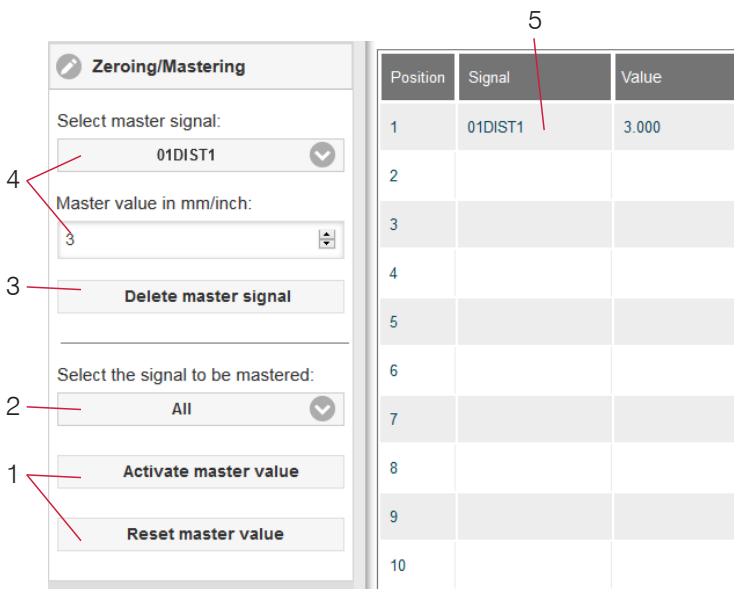 5
Zeroing/Mastering
Select master signal:
01DIST1
4
Master value in mm/inch:
3
3
Delete master signal
Select the signal to be mastered:
2
All
1
Activate master value
Reset master value
Position Signal Value
1 01DIST1 3.000
2
3
4
5
6
7
8
9
10